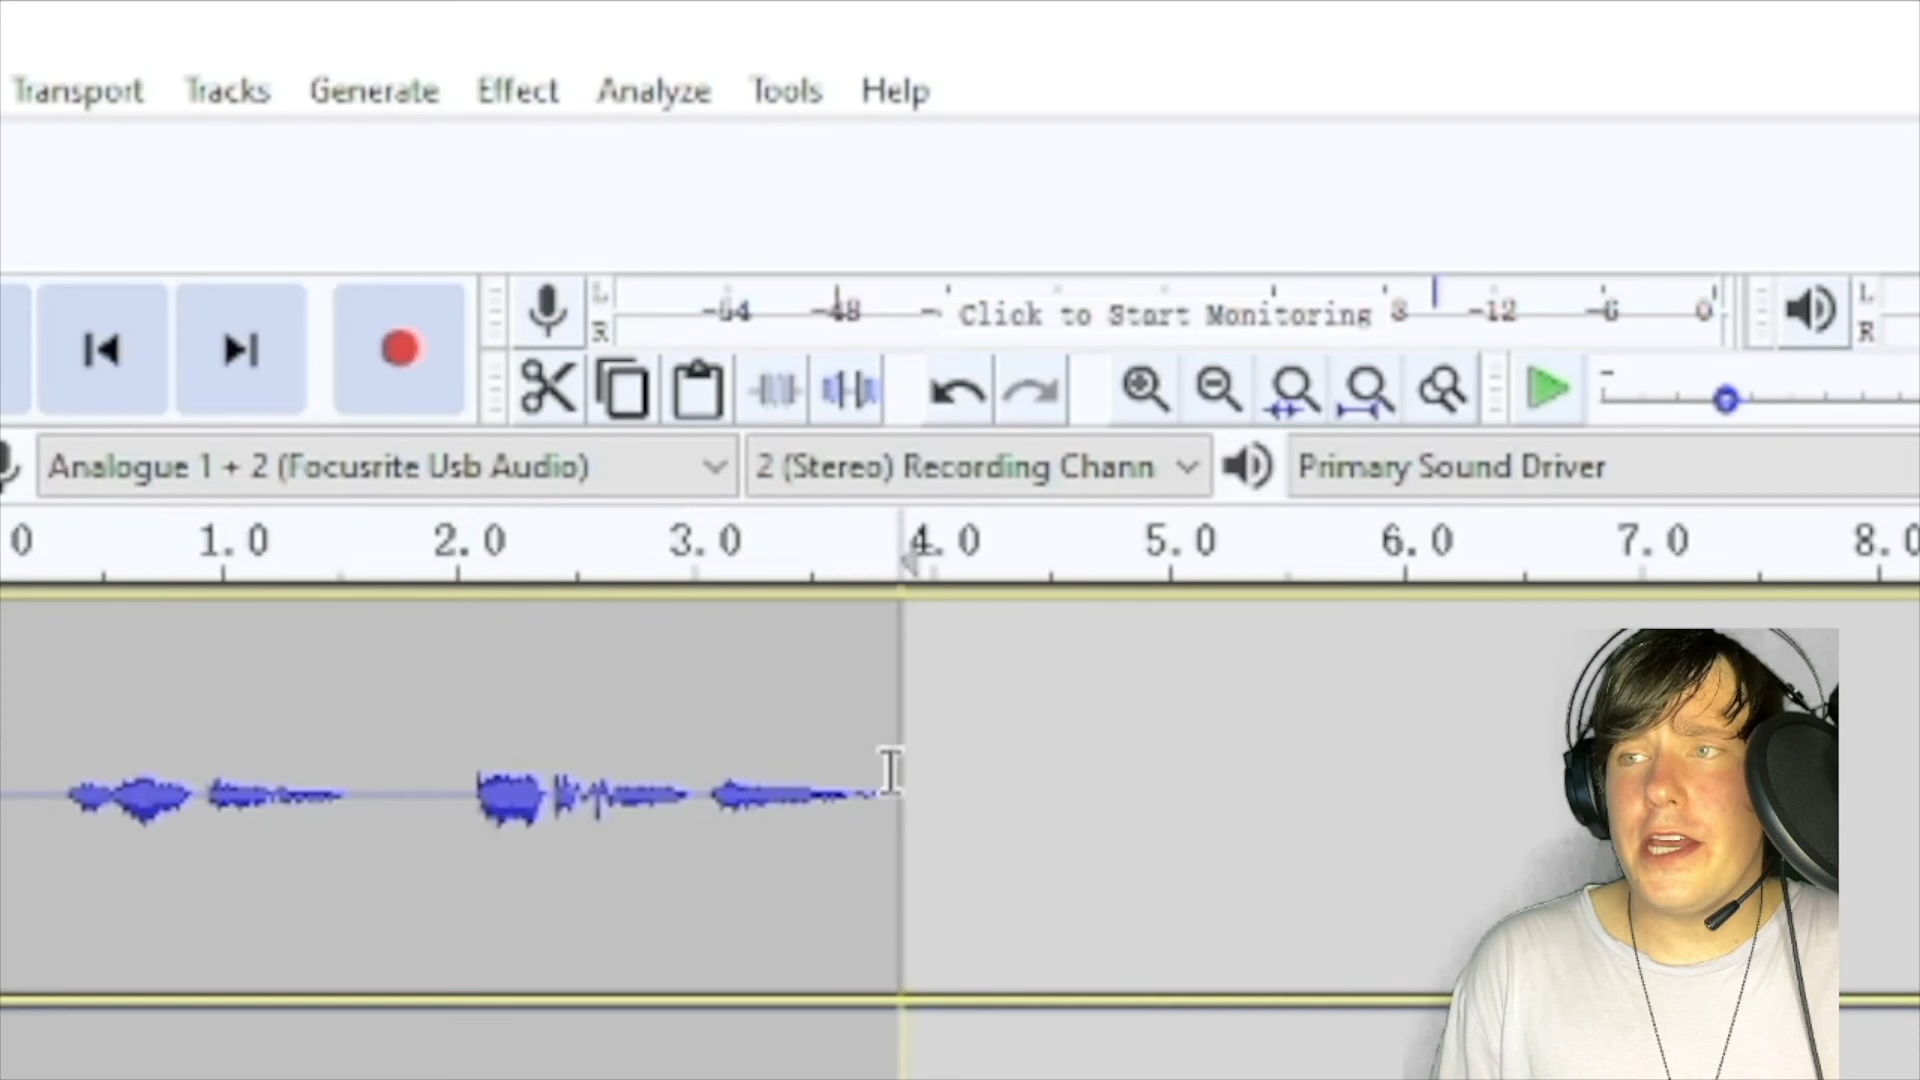 Transport Tracks Generate Effect Analyze Tools Help
L
R
-54 -48 - Click to Start Monitoring 8 -12 -6 0
L
R
Analogue 1 + 2 (Focusrite Usb Audio) 2 (Stereo) Recording Chann Primary Sound Driver
0 1.0 2.0 3.0 4.0 5.0 6.0 7.0 8.0